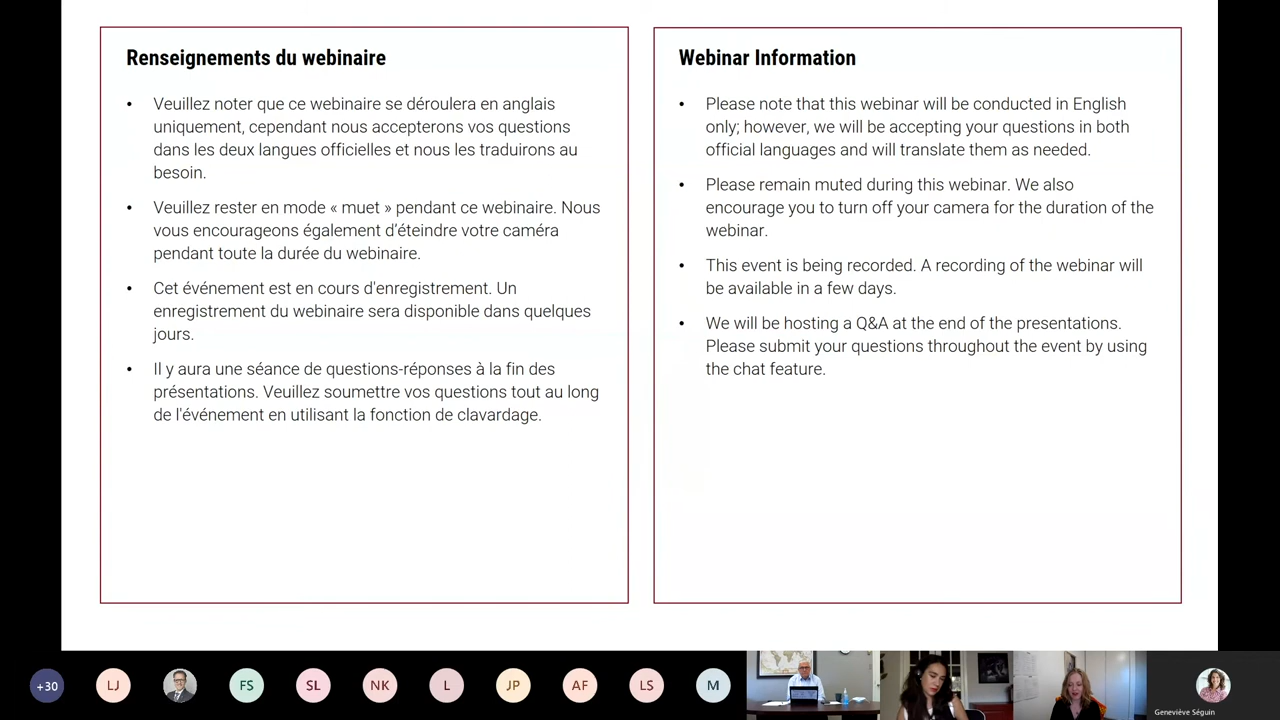 Renseignements du webinaire
• Veuillez noter que ce webinaire se déroulera en anglais
uniquement, cependant nous accepterons vos questions
dans les deux langues officielles et nous les traduirons au
besoin.
• Veuillez rester en mode « muet » pendant ce webinaire. Nous
vous encourageons également d’éteindre votre caméra
pendant toute la durée du webinaire.
• Cet événement est en cours d'enregistrement. Un
enregistrement du webinaire sera disponible dans quelques
jours.
• Il y aura une séance de questions-réponses à la fin des
présentations. Veuillez soumettre vos questions tout au long
de l'événement en utilisant la fonction de clavardage.
Webinar Information
• Please note that this webinar will be conducted in English
only; however, we will be accepting your questions in both
official languages and will translate them as needed.
• Please remain muted during this webinar. We also
encourage you to turn off your camera for the duration of the
webinar.
• This event is being recorded. A recording of the webinar will
be available in a few days.
• We will be hosting a Q&A at the end of the presentations.
Please submit your questions throughout the event by using
the chat feature.
+30 LJ FS SL NK L JP AF LS M
Geneviève Séguin